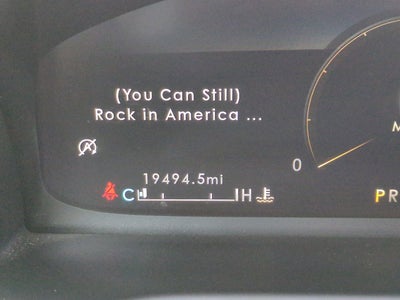 (You Can Still)
Rock in America ...
A
0
19494.5mi
C H
M
PR